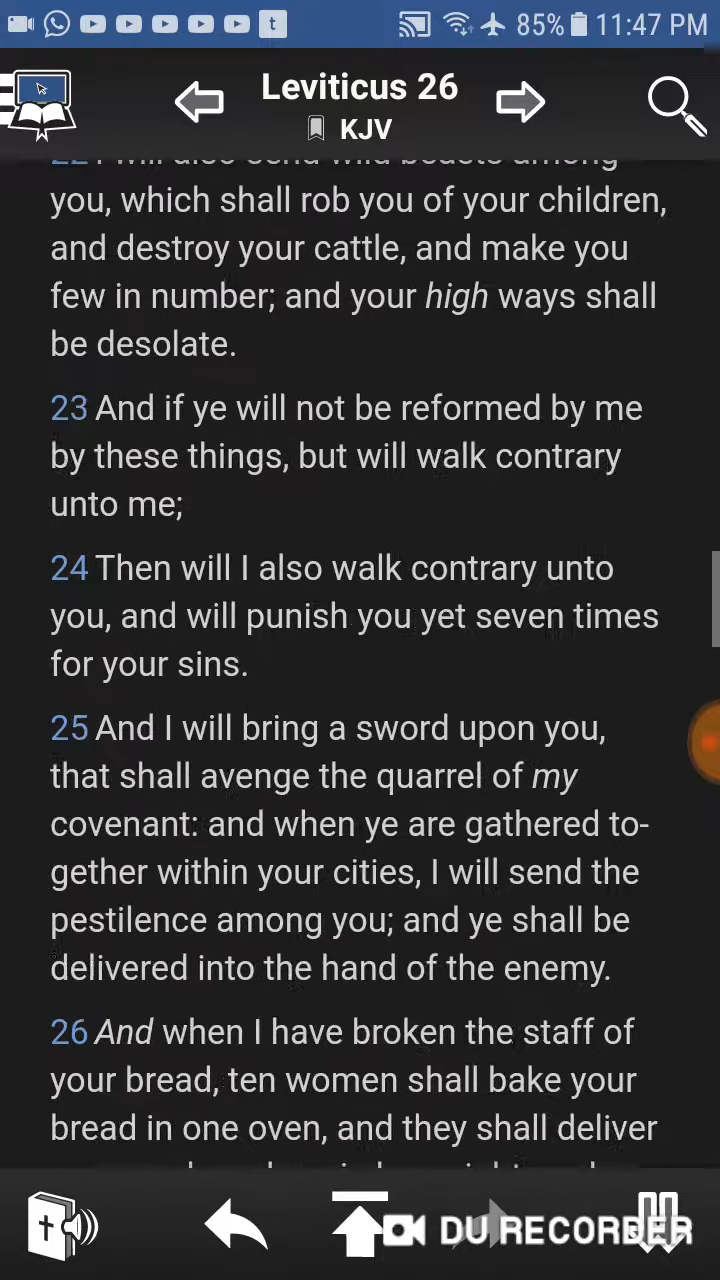 t 85% 11:47 PM
Leviticus 26
KJV
22 I will also send wild beasts among
you, which shall rob you of your children,
and destroy your cattle, and make you
few in number; and your high ways shall
be desolate.
23 And if ye will not be reformed by me
by these things, but will walk contrary
unto me;
24 Then will I also walk contrary unto
you, and will punish you yet seven times
for your sins.
25 And I will bring a sword upon you,
that shall avenge the quarrel of my
covenant: and when ye are gathered to-
gether within your cities, I will send the
pestilence among you; and ye shall be
delivered into the hand of the enemy.
26 And when I have broken the staff of
your bread, ten women shall bake your
bread in one oven, and they shall deliver
DU RECORDER